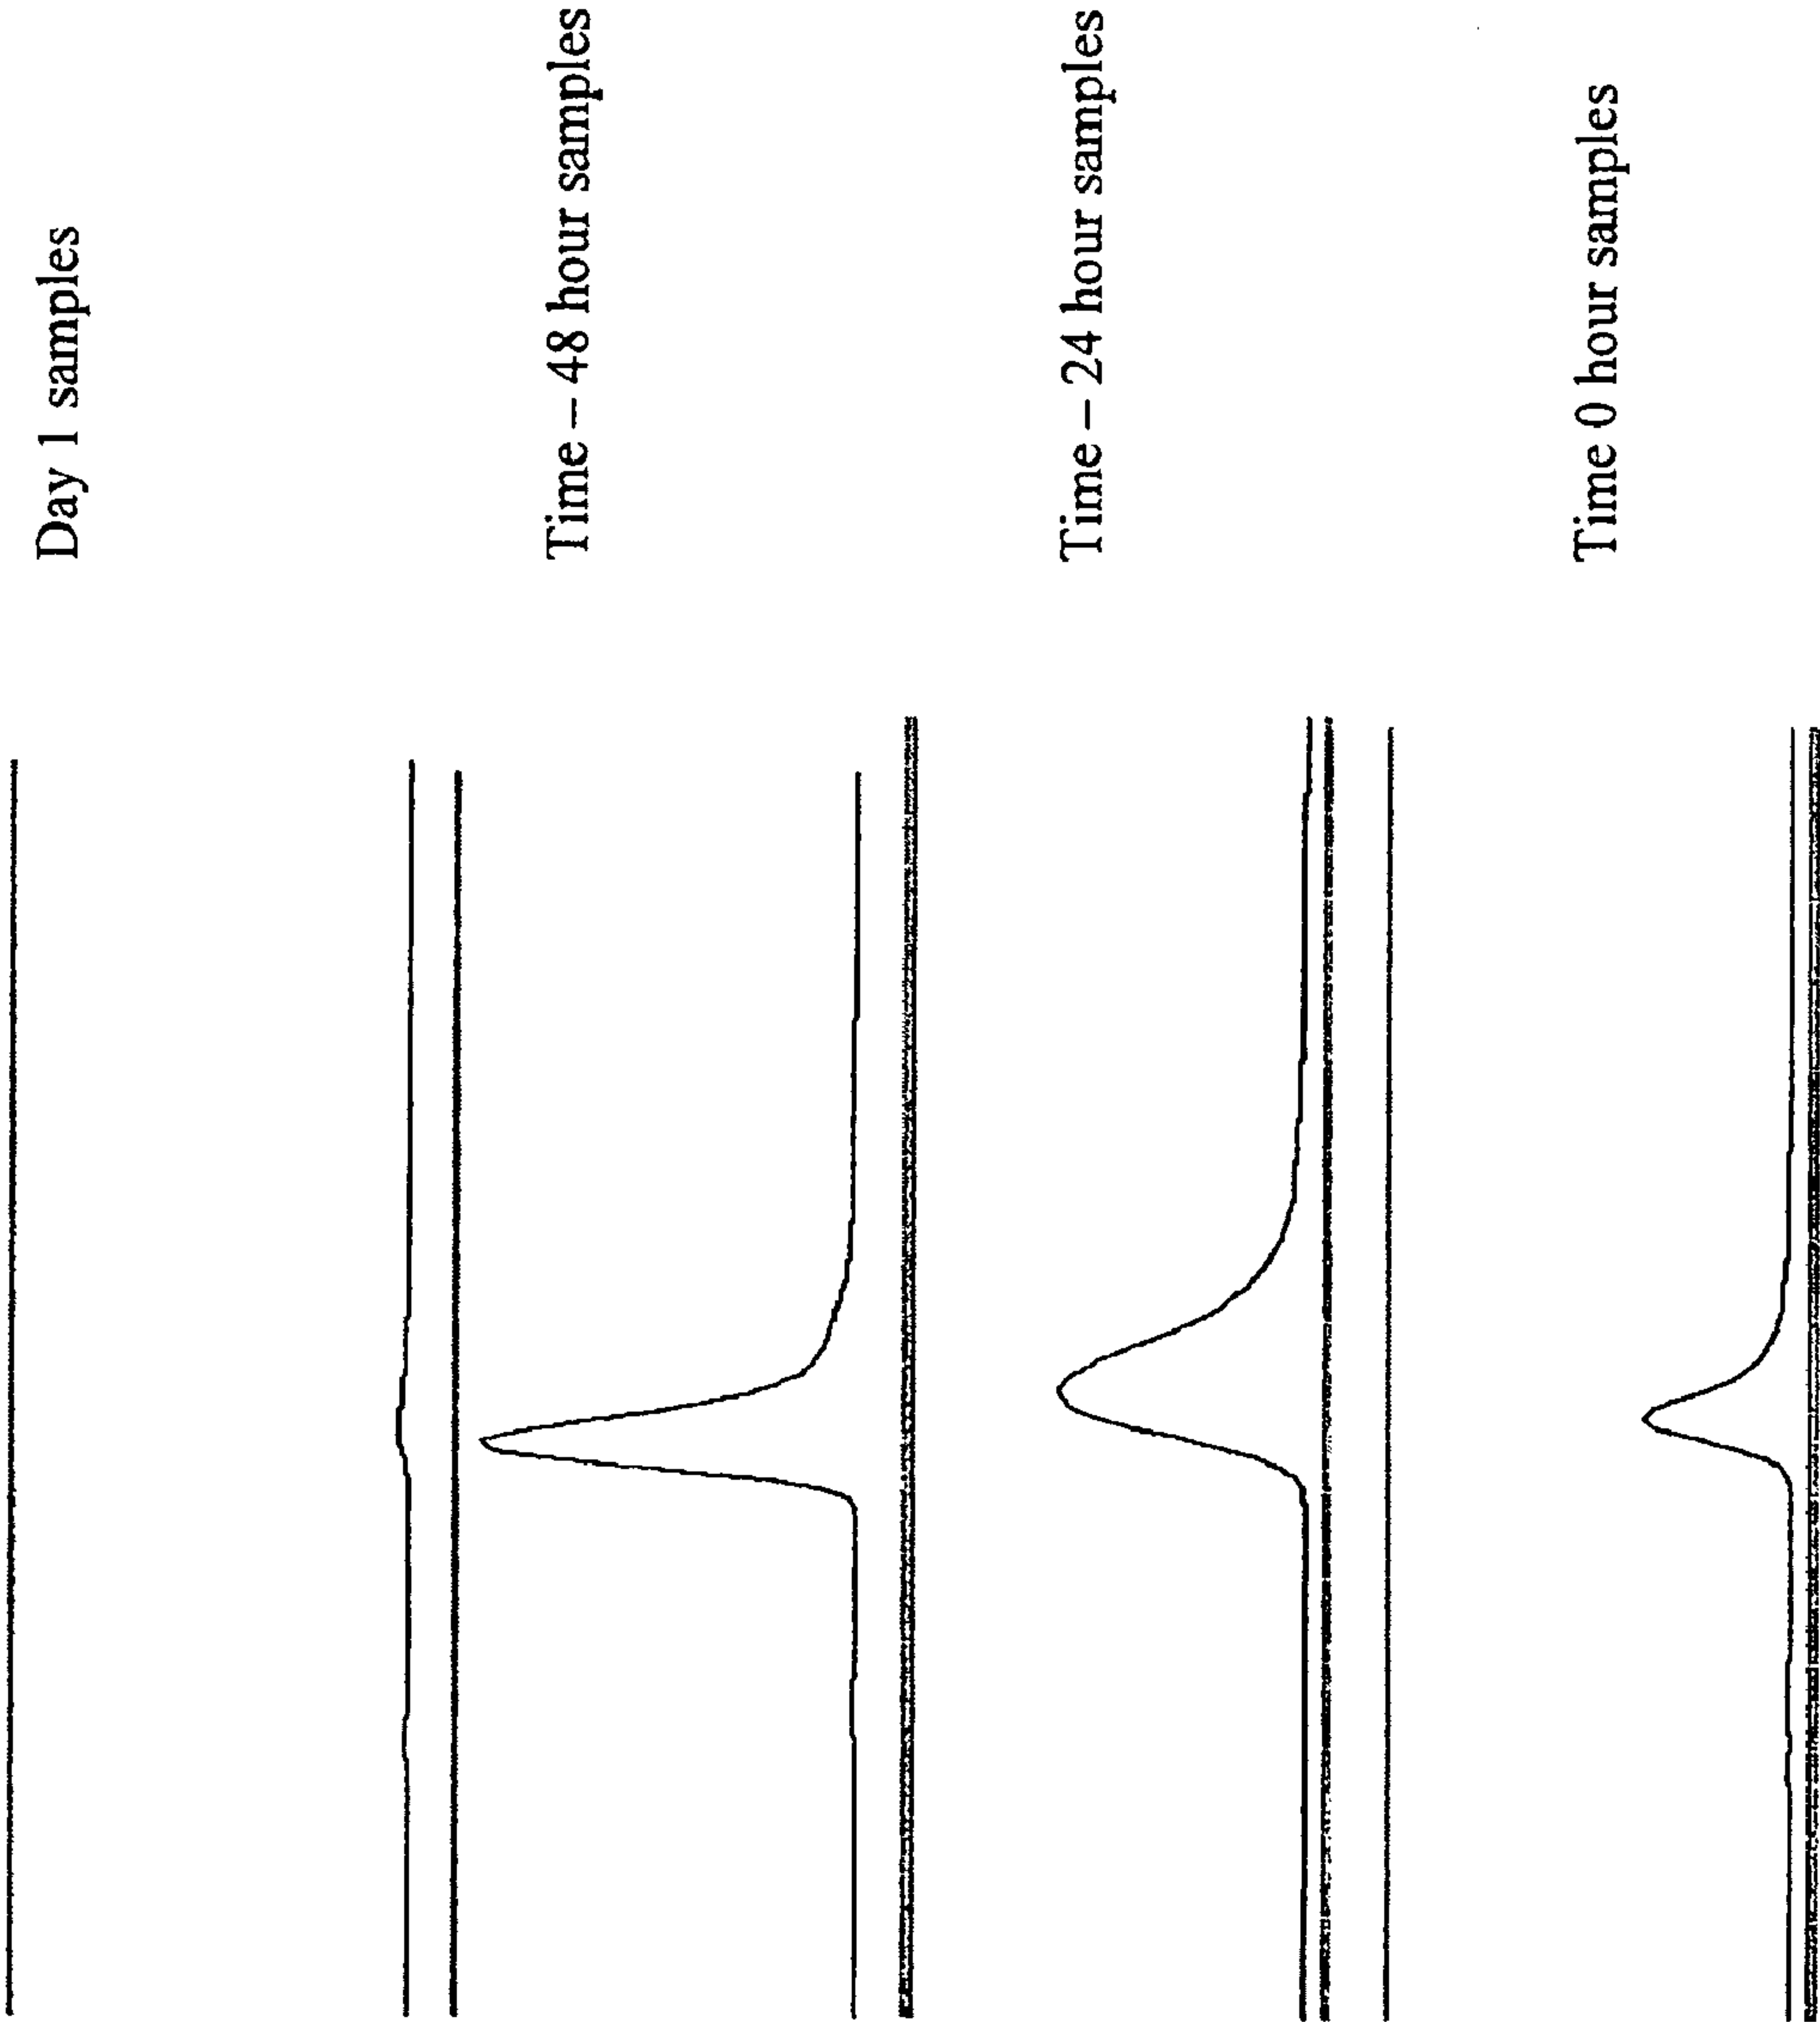 Day 1 samples
Time – 48 hour samples
Time – 24 hour samples
Time 0 hour samples